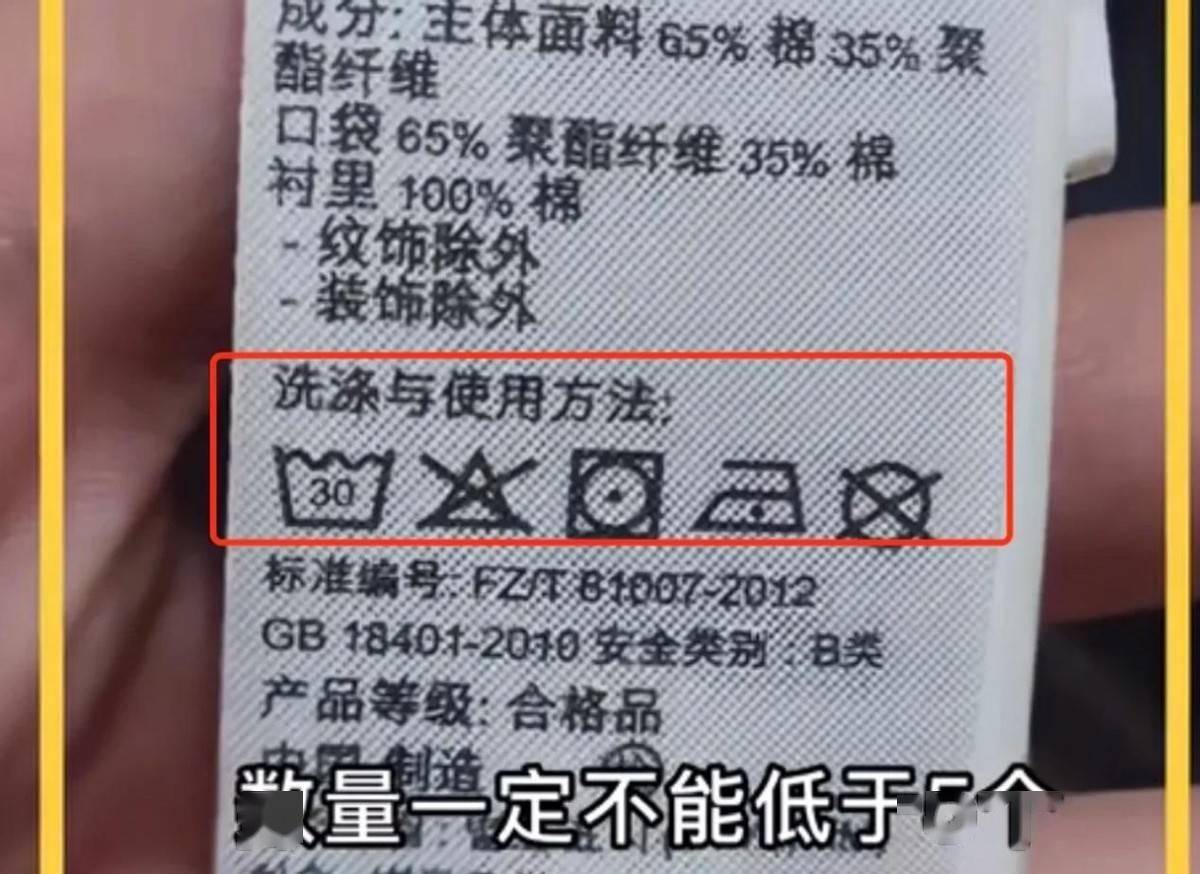 成分: 主体面料 65% 棉 35% 聚
酯纤维
口袋 65% 聚酯纤维 35% 棉
衬里 100% 棉
- 纹饰除外
- 装饰除外
洗涤与使用方法:
30
标准编号: FZ/T 81007-2012
GB 18401-2010 安全类别: B类
产品等级: 合格品
中国 制造
数量一定不能低于5个